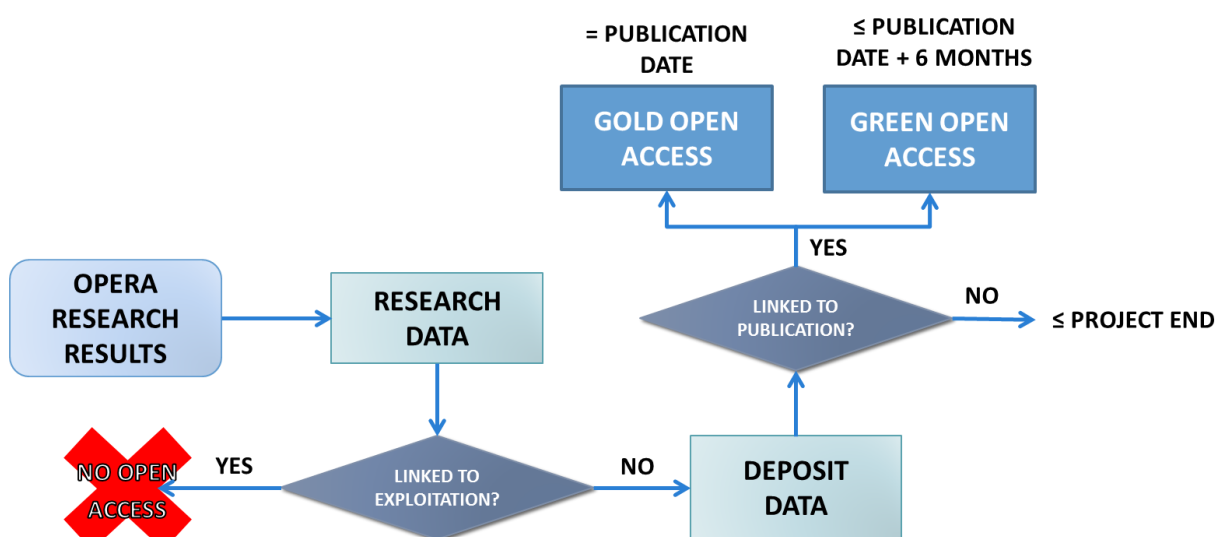 = PUBLICATION
DATE
≤ PUBLICATION
DATE + 6 MONTHS
GOLD OPEN
ACCESS
GREEN OPEN
ACCESS
YES
OPERA
RESEARCH
RESULTS
RESEARCH
DATA
LINKED TO
PUBLICATION?
NO
≤ PROJECT END
NO OPEN
ACCESS
YES
LINKED TO
EXPLOITATION?
NO
DEPOSIT
DATA